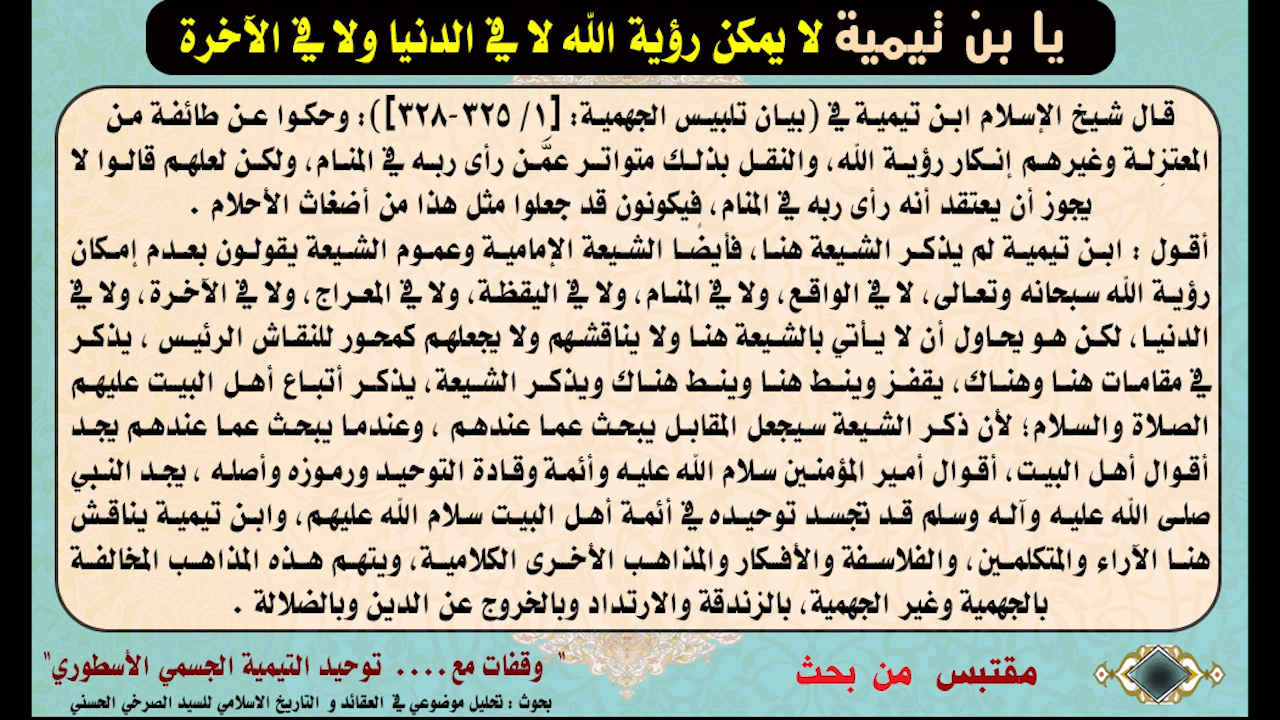 يا بن تيمية لا يمكن رؤية الله لا في الدنيا ولا في الآخرة
قال شيخ الإسلام ابن تيمية في (بيان تلبيس الجهمية: [١/ ٣٢٥-٣٢٨]): وحكوا عن طائفة من
المعتزِلة وغيرهم إنكار رؤية الله، والنقل بذلك متواتر عمَّن رأى ربه في المنام، ولكن لعلهم قالوا لا
يجوز أن يعتقد أنه رأى ربه في المنام، فيكونون قد جعلوا مثل هذا من أضغاث الأحلام .
أقول : ابن تيمية لم يذكر الشيعة هنا، فأيضًا الشيعة الإمامية وعموم الشيعة يقولون بعدم إمكان
رؤية الله سبحانه وتعالى، لا في الواقع، ولا في المنام، ولا في اليقظة، ولا في المعراج، ولا في الآخرة، ولا في
الدنيا، لكن هو يحاول أن لا يأتي بالشيعة هنا ولا يناقشهم ولا يجعلهم كمحور للنقاش الرئيس ، يذكر
في مقامات هنا وهناك، يقفز وينط هنا وينط هناك ويذكر الشيعة، يذكر أتباع أهل البيت عليهم
الصلاة والسلام؛ لأن ذكر الشيعة سيجعل المقابل يبحث عما عندهم ، وعندما يبحث عما عندهم يجد
أقوال أهل البيت، أقوال أمير المؤمنين سلام الله عليه وأئمة وقادة التوحيد ورموزه وأصله ، يجد النبي
صلى الله عليه وآله وسلم قد تجسد توحيده في أئمة أهل البيت سلام الله عليهم، وابن تيمية يناقش
هنا الآراء والمتكلمين، والفلاسفة والأفكار والمذاهب الأخرى الكلامية، ويتهم هذه المذاهب المخالفة
بالجهمية وغير الجهمية، بالزندقة والارتداد وبالخروج عن الدين وبالضلالة .
مقتبس من بحث
" وقفات مع.... توحيد التيمية الجسمي الأسطوري"
بحوث : تحليل موضوعي في العقائد و التاريخ الاسلامي للسيد الصرخي الحسني